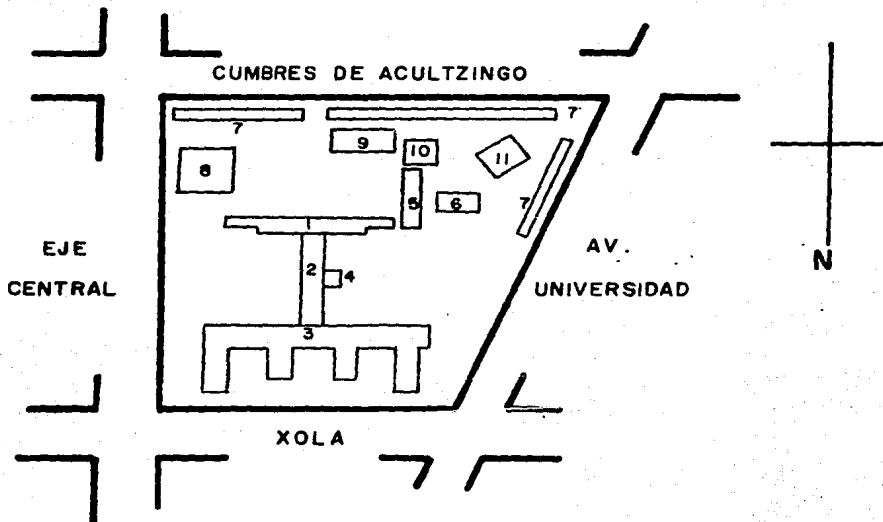 CUMBRES DE ACULTZINGO
7
7
9
10
11
8
5
6
7
1
EJE
CENTRAL
2
4
AV.
UNIVERSIDAD
N
3
XOLA